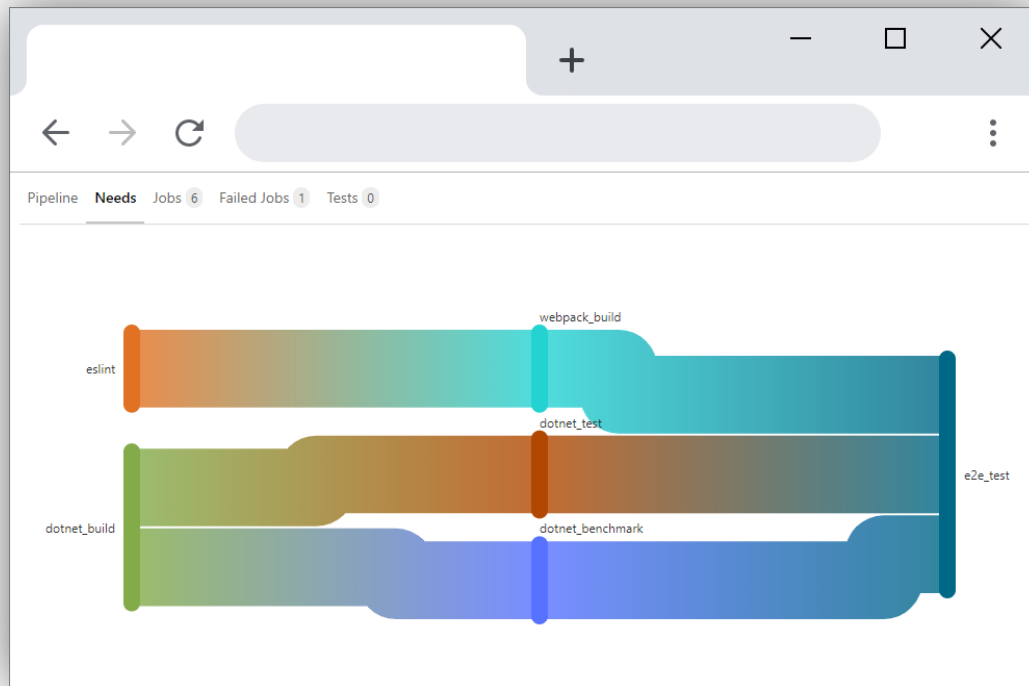 Pipeline Needs Jobs 6 Failed Jobs 1 Tests 0
webpack_build
eslint
dotnet_test
e2e_test
dotnet_build
dotnet_benchmark